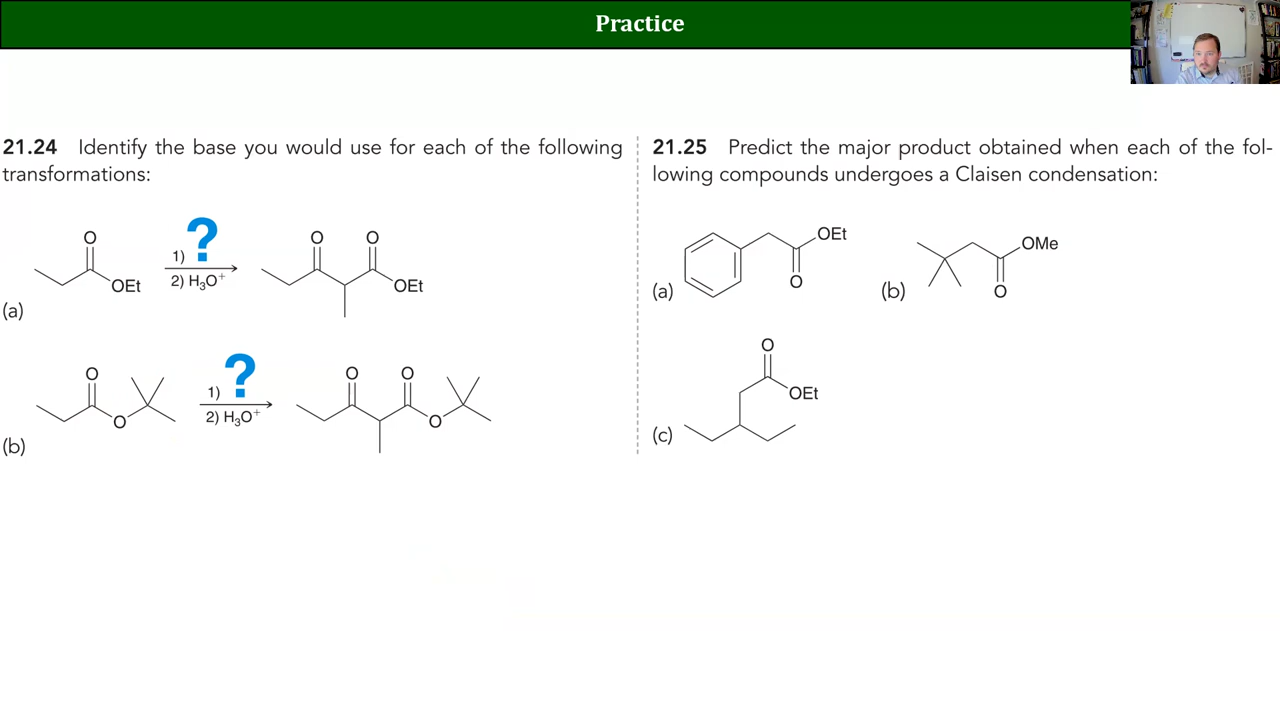 Practice
21.24 Identify the base you would use for each of the following
transformations:
O
OEt
1) ?
2) H₃O⁺
O O
OEt
(a)
O
O
1) ?
2) H₃O⁺
O O
O
(b)
21.25 Predict the major product obtained when each of the fol-
lowing compounds undergoes a Claisen condensation:
OEt
O
(a)
OMe
O
(b)
O
OEt
(c)